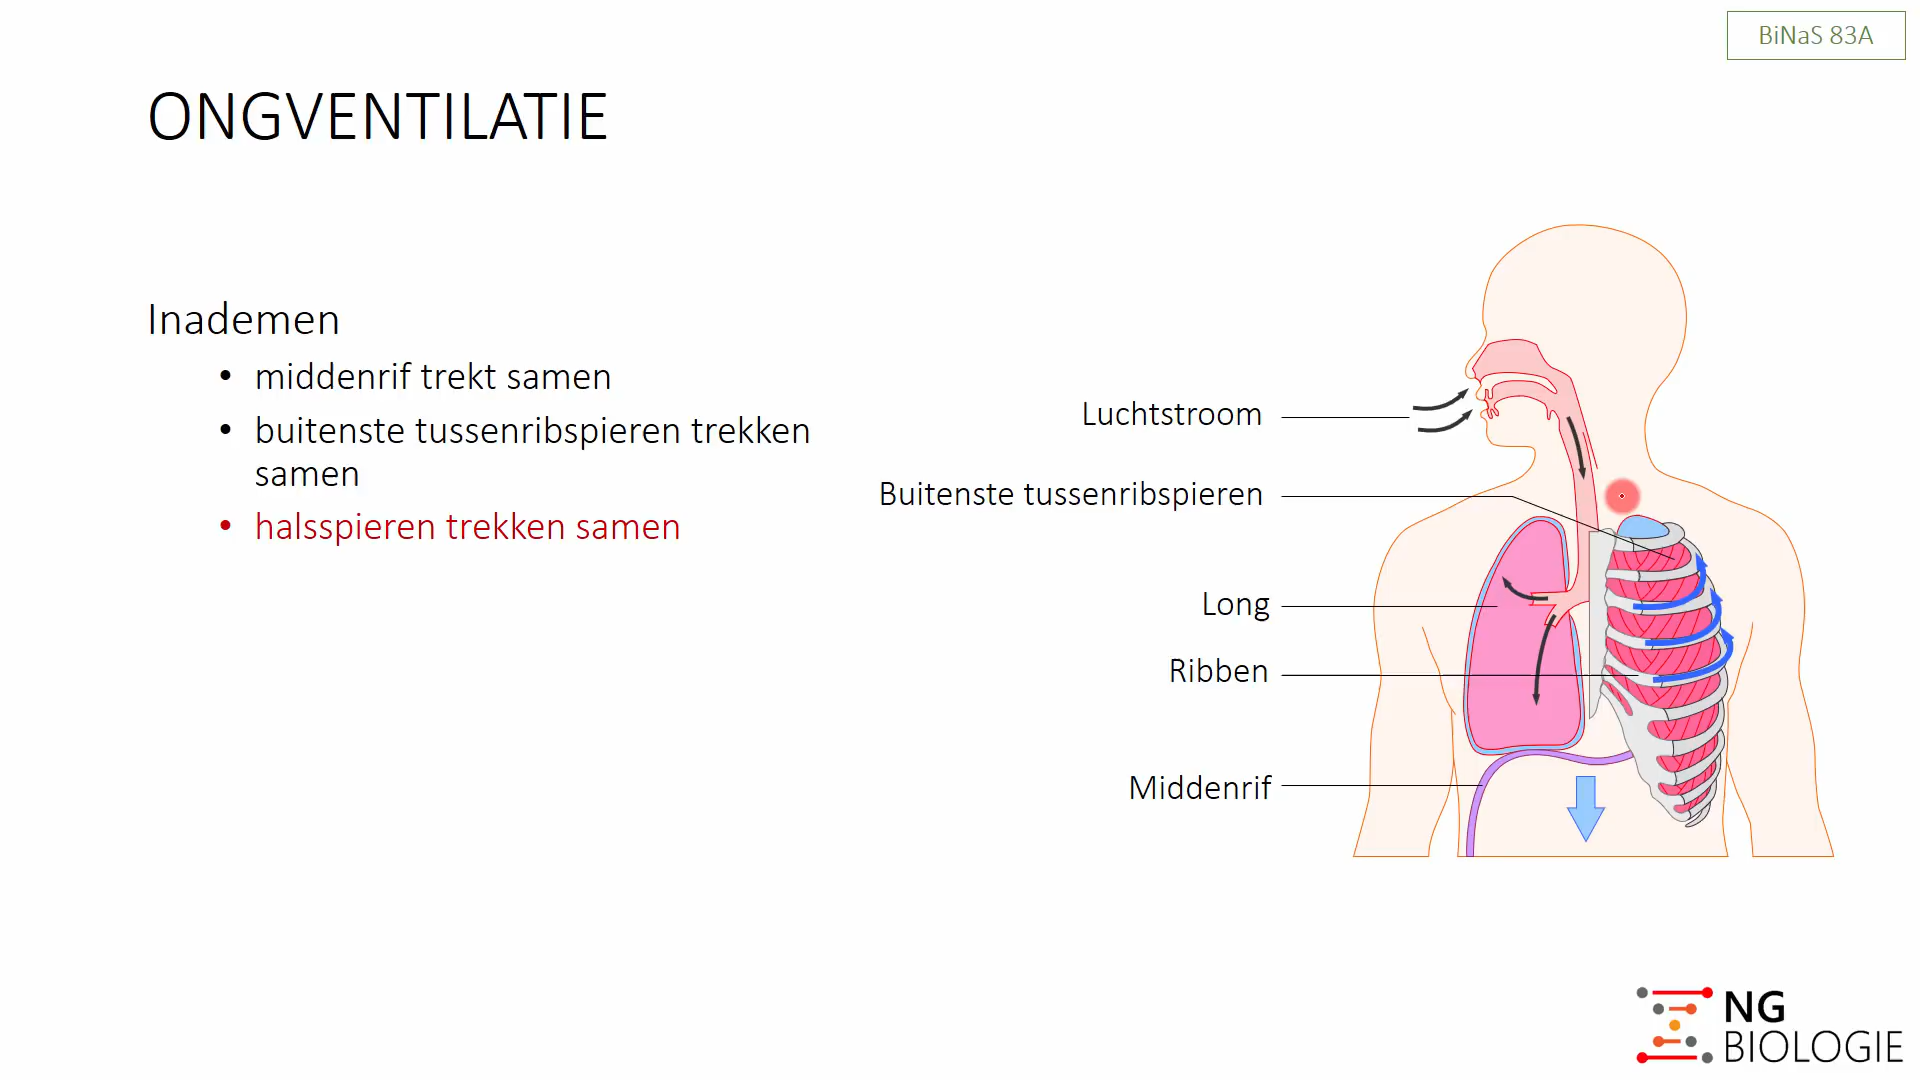 BiNaS 83A
ONGVENTILATIE
Inademen
• middenrif trekt samen
• buitenste tussenribspieren trekken
samen
• halsspieren trekken samen
Luchtstroom
Buitenste tussenribspieren
Long
Ribben
Middenrif
NG
BIOLOGIE